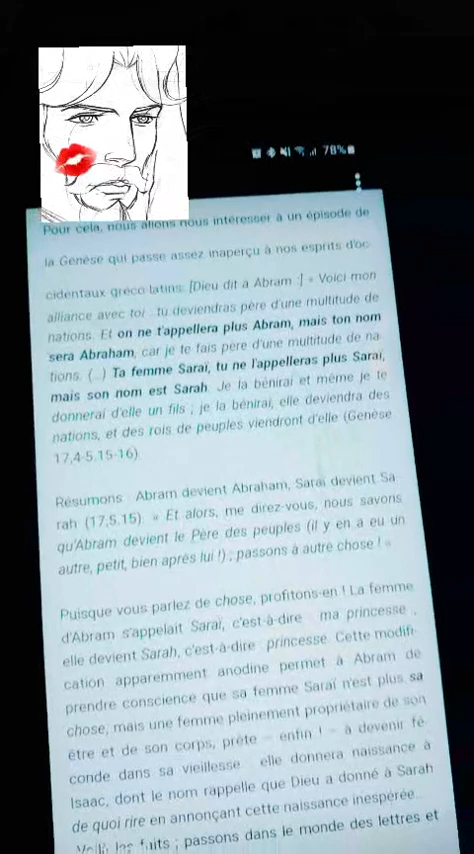 78%
Pour cela, nous allons nous intéresser à un épisode de
la Genèse qui passe assez inaperçu à nos esprits d'oc
cidentaux gréco-latins: [Dieu dit à Abram :] « Voici mon
alliance avec toi : tu deviendras père d'une multitude de
nations. Et on ne t'appellera plus Abram, mais ton nom
sera Abraham, car je te fais père d'une multitude de na
tions. (...) Ta femme Saraï, tu ne l'appelleras plus Saraï,
mais son nom est Sarah. Je la bénirai et même je te
donnerai d'elle un fils ; je la bénirai, elle deviendra des
nations, et des rois de peuples viendront d'elle (Genèse
17,4-5.15-16).
Résumons : Abram devient Abraham, Saraï devient Sa
rah (17,5.15). « Et alors, me direz-vous, nous savons
qu'Abram devient le Père des peuples (il y en a eu un
autre, petit, bien après lui !) ; passons à autre chose ! »
Puisque vous parlez de chose, profitons-en ! La femme
d'Abram s'appelait Saraï, c'est-à-dire : ma princesse ;
elle devient Sarah, c'est-à-dire : princesse. Cette modifi-
cation apparemment anodine permet à Abram de
prendre conscience que sa femme Saraï n'est plus sa
chose, mais une femme pleinement propriétaire de son
être et de son corps, prête – enfin ! – à devenir fé
conde dans sa vieillesse : elle donnera naissance à
Isaac, dont le nom rappelle que Dieu a donné à Sarah
de quoi rire en annonçant cette naissance inespérée...
Voilà les faits ; passons dans le monde des lettres et